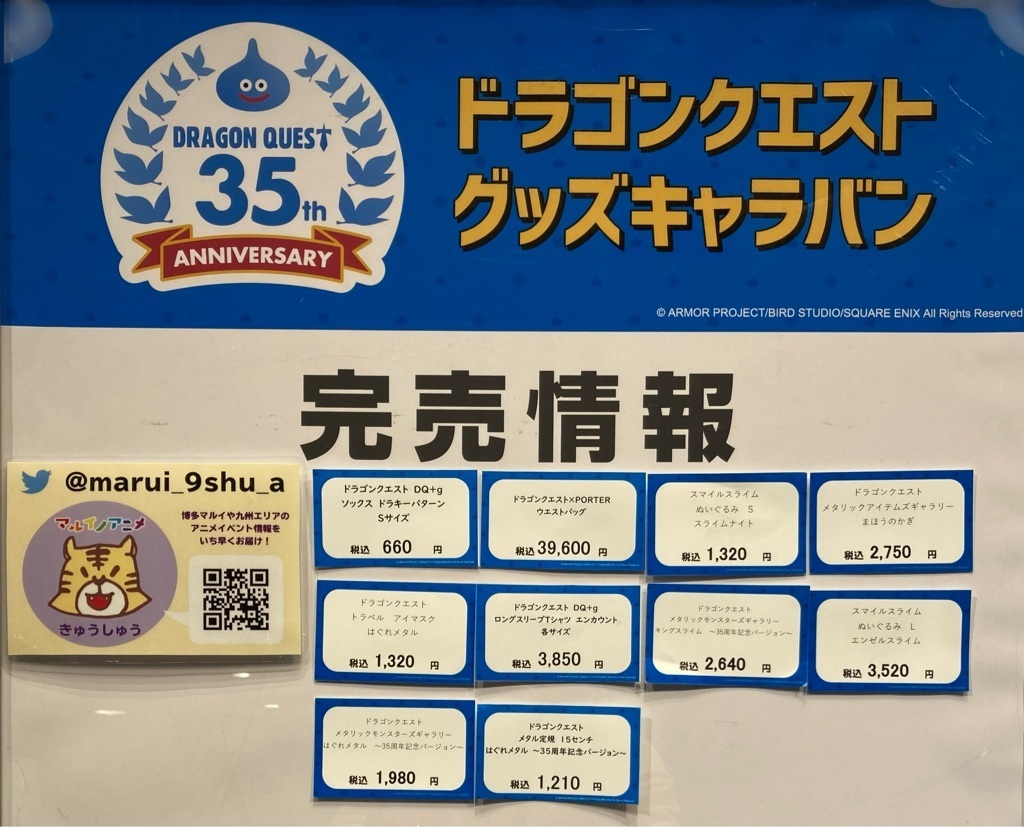 DRAGON QUEST
35th
ANNIVERSARY
ドラゴンクエスト
グッズキャラバン
© ARMOR PROJECT/BIRD STUDIO/SQUARE ENIX All Rights Reserved
完売情報
@marui_9shu_a
マルイノアニメ
きゅうしゅう
博多マルイや九州エリアの
アニメイベント情報を
いち早くお届け！
ドラゴンクエスト DQ+g
ソックス ドラキーパターン
Sサイズ
税込 660 円
ドラゴンクエスト×PORTER
ウエストバッグ
税込 39,600 円
スマイルスライム
ぬいぐるみ S
スライムナイト
税込 1,320 円
ドラゴンクエスト
メタリックアイテムズギャラリー
まほうのかぎ
税込 2,750 円
ドラゴンクエスト
トラベル アイマスク
はぐれメタル
税込 1,320 円
ドラゴンクエスト DQ+g
ロングスリーブTシャツ エンカウント
各サイズ
税込 3,850 円
ドラゴンクエスト
メタリックモンスターズギャラリー
キングスライム ～35周年記念バージョン～
税込 2,640 円
スマイルスライム
ぬいぐるみ L
エンゼルスライム
税込 3,520 円
ドラゴンクエスト
メタリックモンスターズギャラリー
はぐれメタル ～35周年記念バージョン～
税込 1,980 円
ドラゴンクエスト
メタル定規 15センチ
はぐれメタル ～35周年記念バージョン～
税込 1,210 円